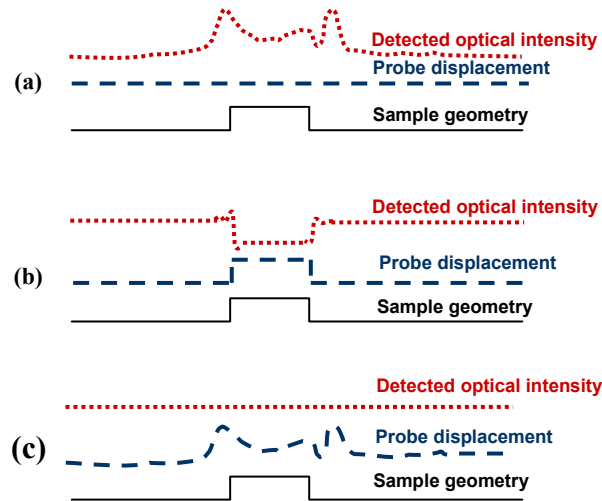 Detected optical intensity
Probe displacement
(a)
Sample geometry
Detected optical intensity
Probe displacement
(b)
Sample geometry
Detected optical intensity
Probe displacement
(c)
Sample geometry